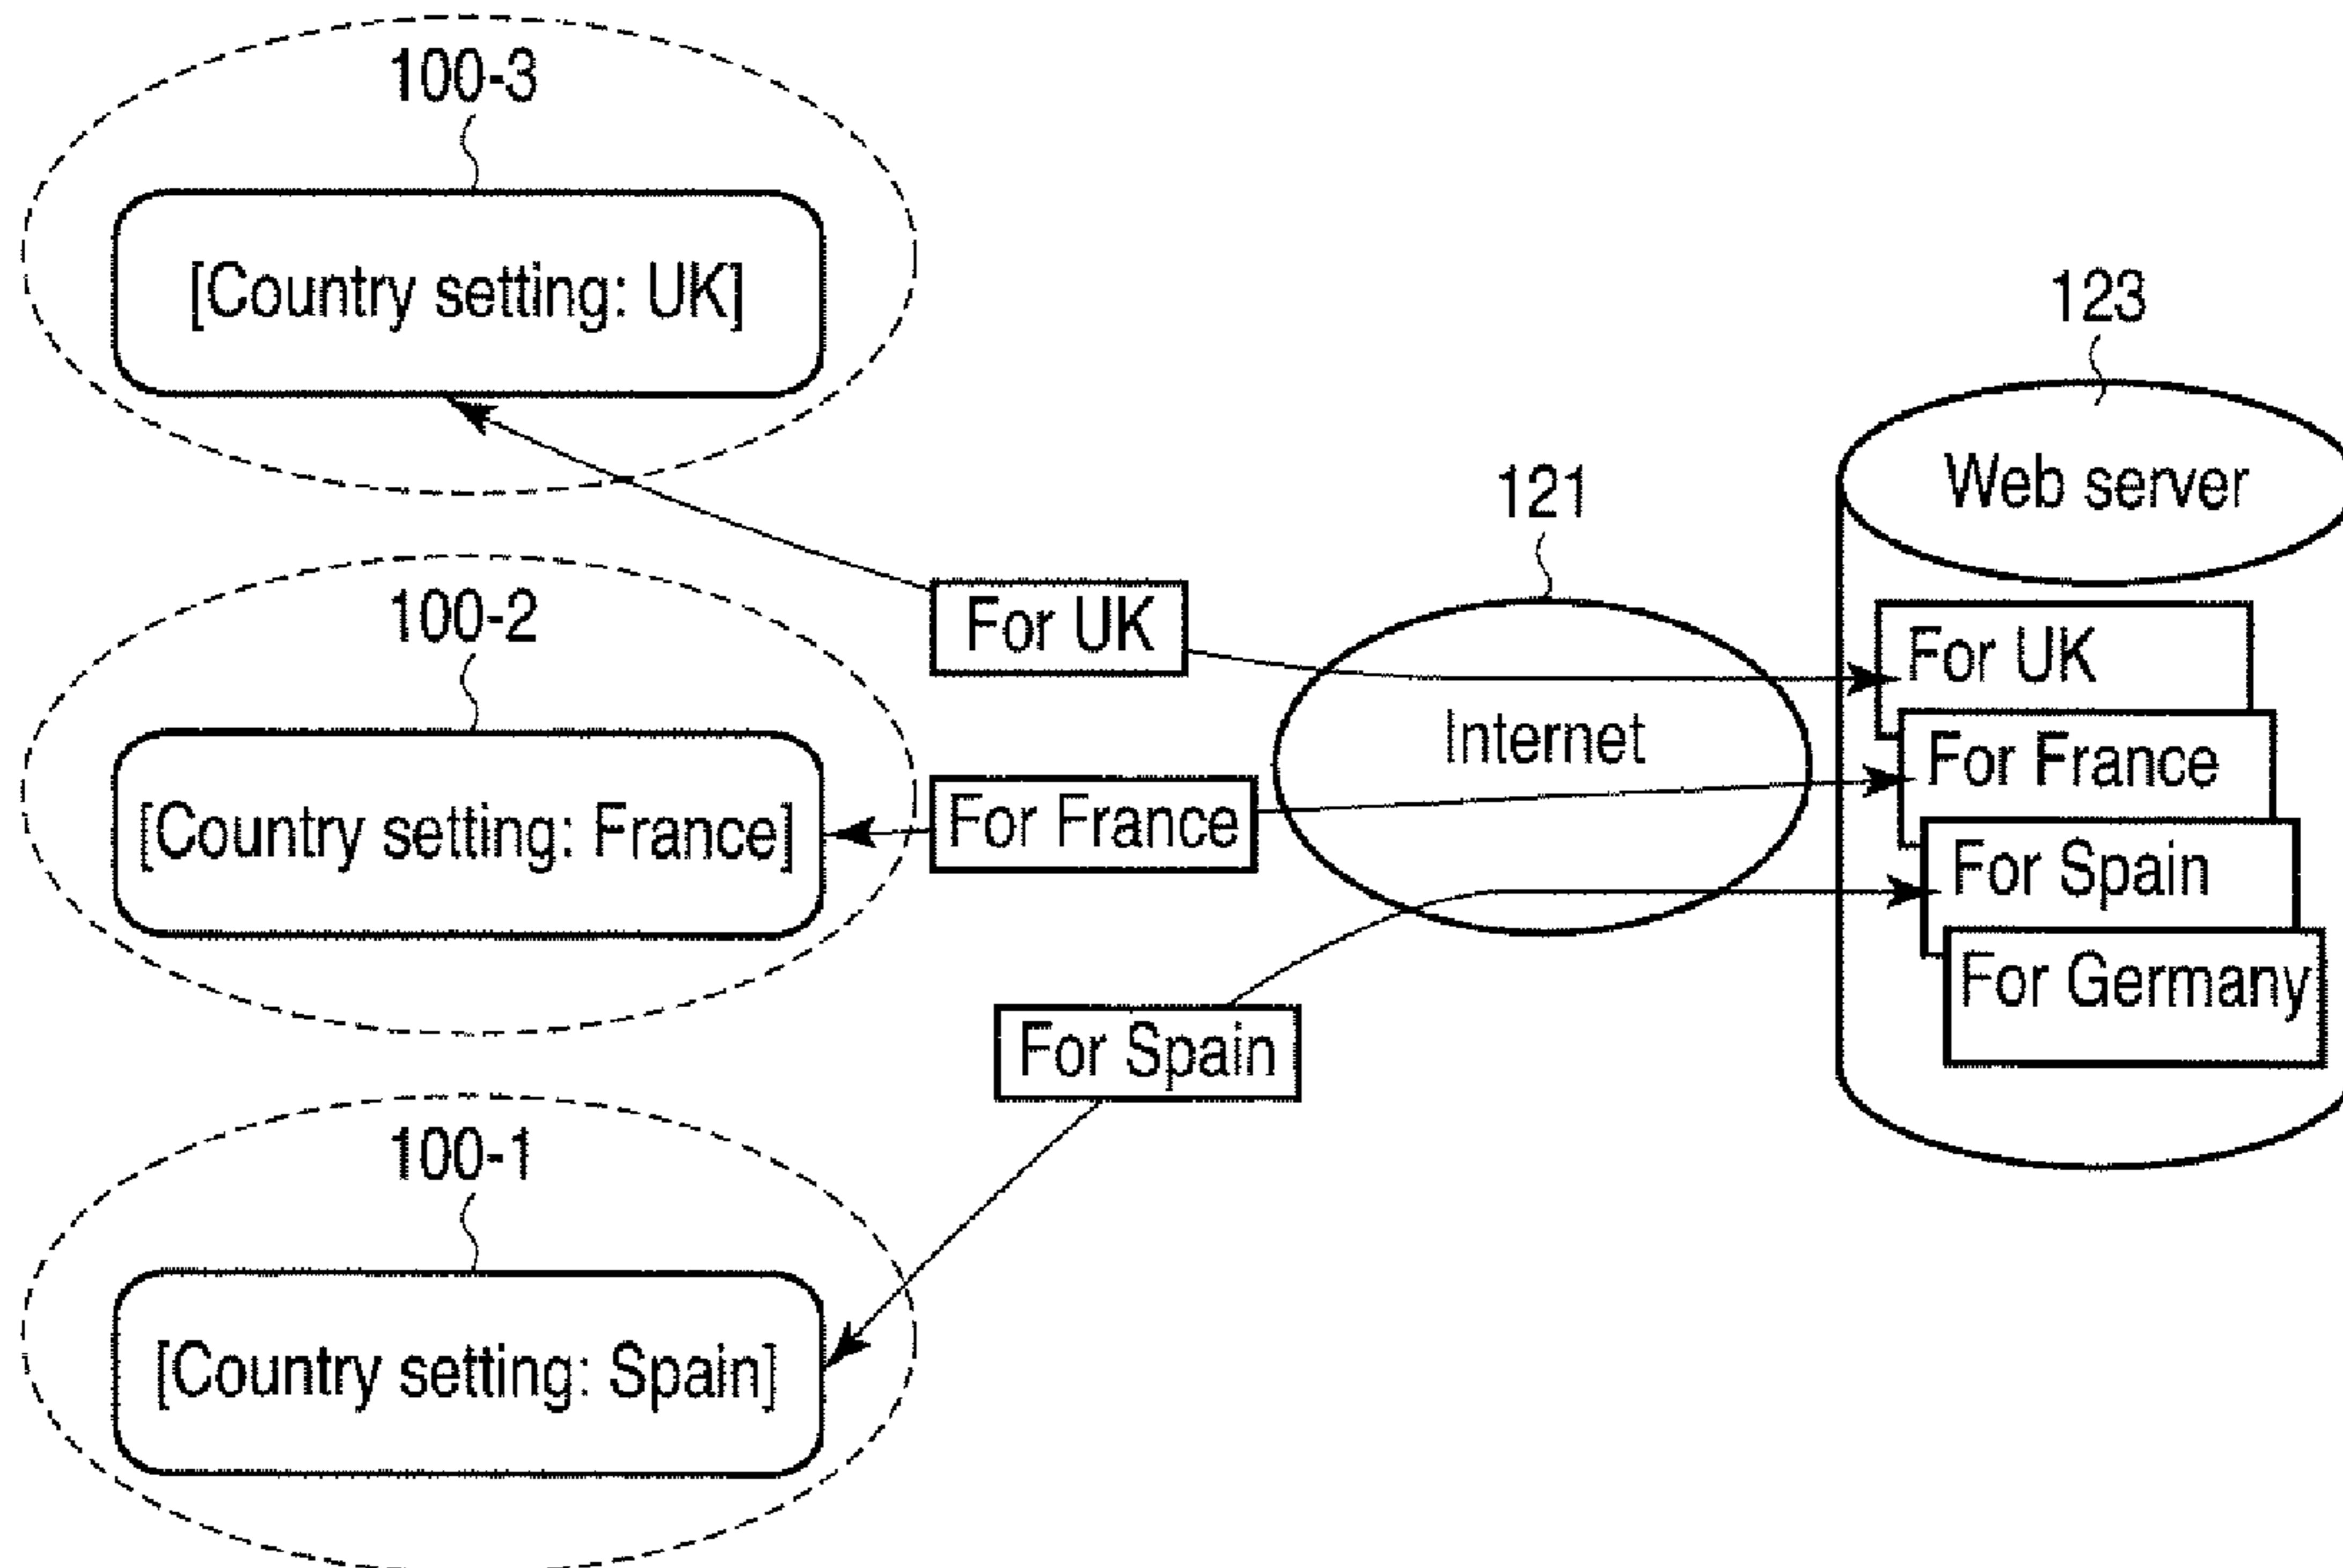 100-3
[Country setting: UK]
123
Web server
121
100-2
For UK
For UK
Internet
For France
[Country setting: France]
For France
For Spain
For Germany
For Spain
100-1
[Country setting: Spain]